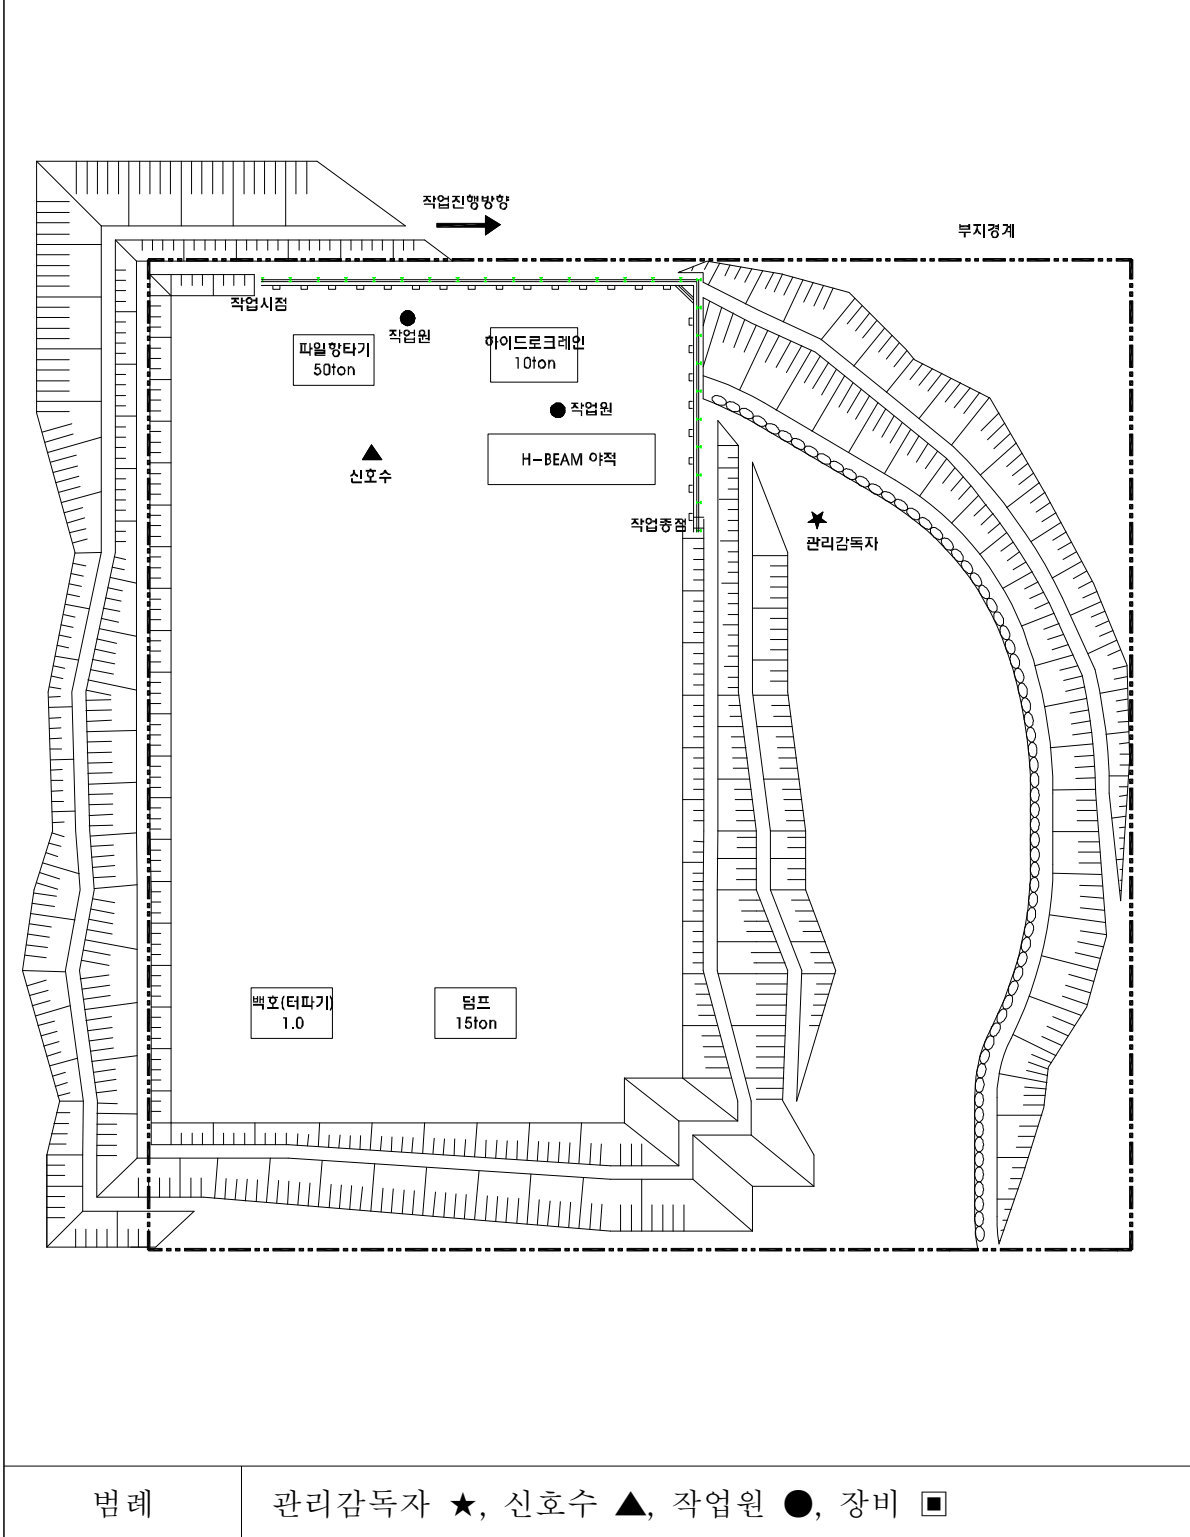 작업진행방향
부지경계
작업시점
작업원
파일항타기
50ton
하이드로크레인
10ton
작업원
H-BEAM 야적
신호수
작업종점
관리감독자
백호(터파기)
1.0
덤프
15ton
범례
관리감독자 ★, 신호수 ▲, 작업원 ●, 장비 ▣